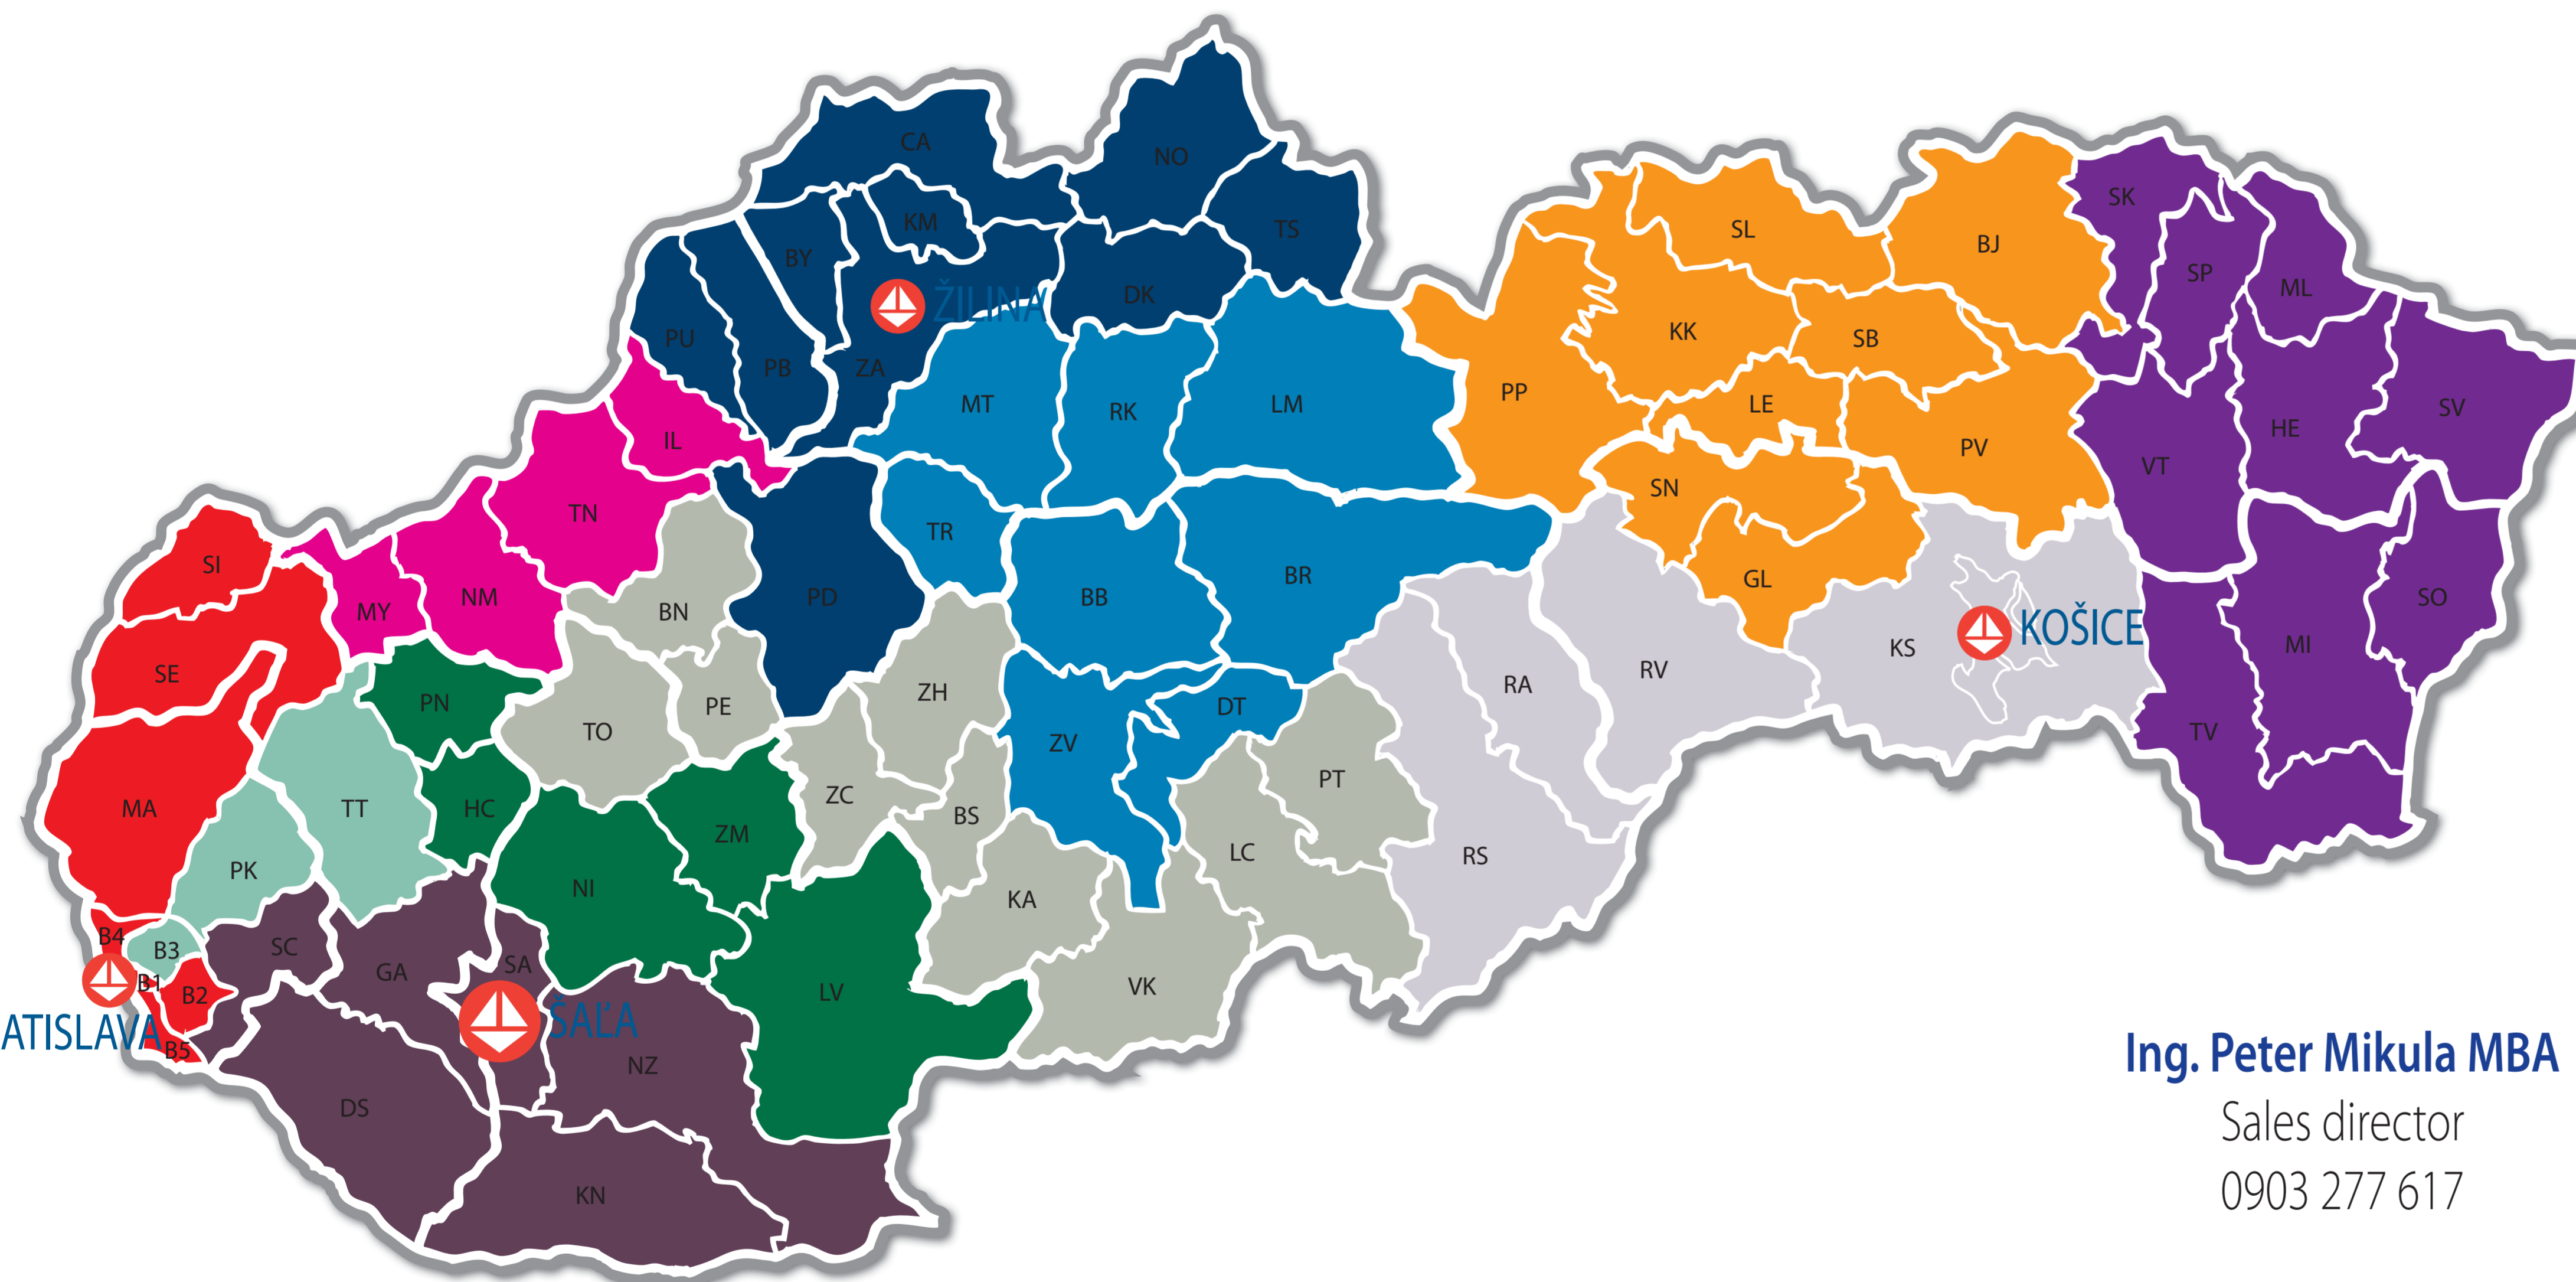 CA
NO
KM
TS
BY
ŽILINA
DK
PU
PB
ZA
SL
BJ
SK
SP
ML
KK
SB
PP
LE
PV
HE
SV
VT
MT
RK
LM
IL
TN
TR
SN
SI
MY
NM
BN
PD
BB
BR
GL
KS
KOŠICE
MI
SO
SE
PN
TO
PE
ZH
ZV
DT
RA
RV
TV
MA
TT
HC
ZM
ZC
BS
PT
PK
NI
KA
LC
RS
B4
B3
SC
GA
SA
LV
VK
B1
B2
ATISLAVA
B5
ŠAĽA
NZ
DS
KN
Ing. Peter Mikula MBA
Sales director
0903 277 617